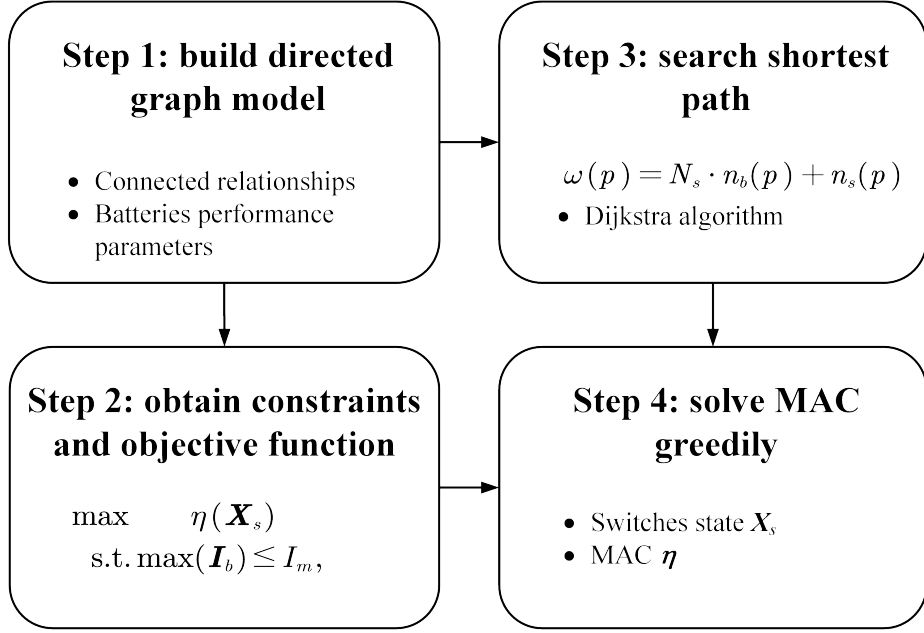 Step 1: build directed
graph model
• Connected relationships
• Batteries performance
parameters
Step 2: obtain constraints
and objective function
max η(X_s)
s.t. max(I_b) ≤ I_m,
Step 3: search shortest
path
ω(p) = N_s · n_b(p) + n_s(p)
• Dijkstra algorithm
Step 4: solve MAC
greedily
• Switches state X_s
• MAC η